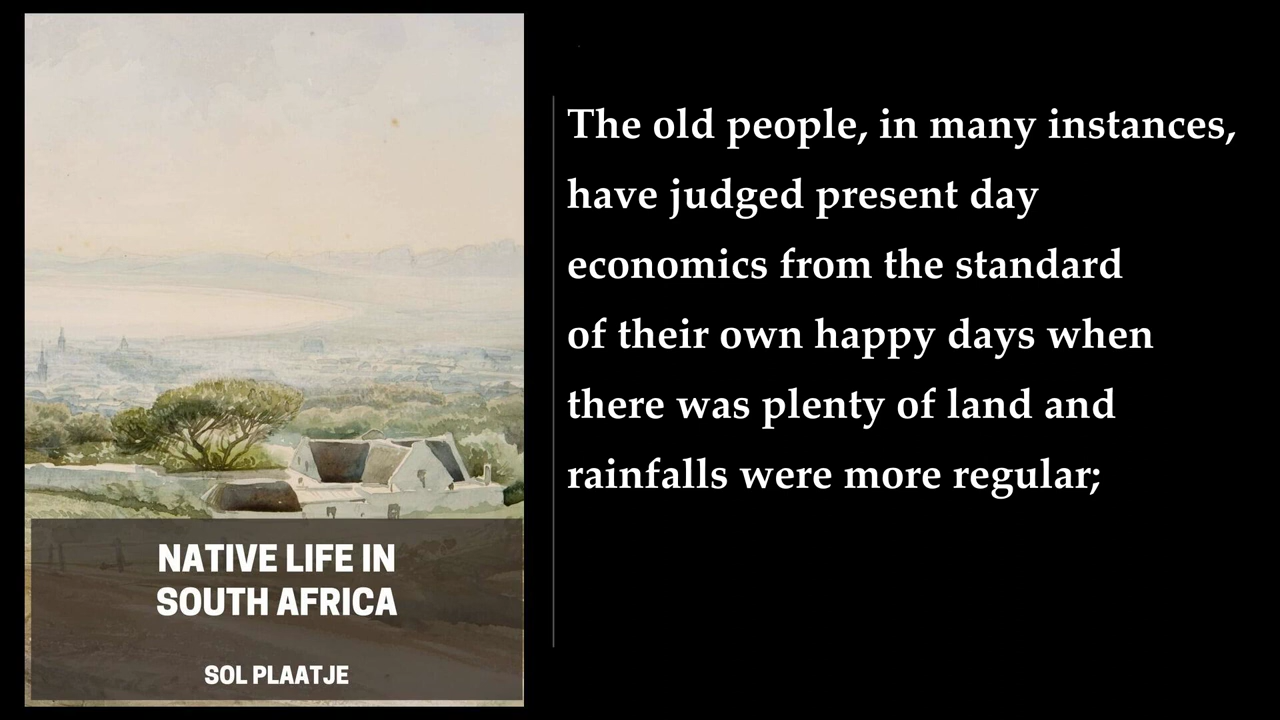 NATIVE LIFE IN
SOUTH AFRICA
SOL PLAATJE
The old people, in many instances,
have judged present day
economics from the standard
of their own happy days when
there was plenty of land and
rainfalls were more regular;